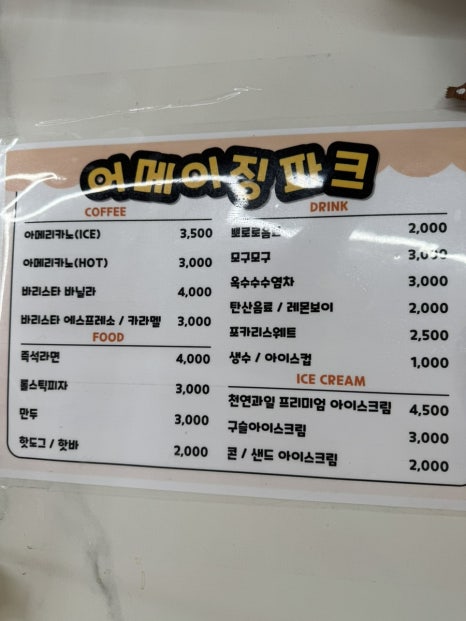 어메이징파크
COFFEE
아메리카노(ICE) 3,500
아메리카노(HOT) 3,000
바리스타 바닐라 4,000
바리스타 에스프레소 / 카라멜 3,000
FOOD
즉석라면 4,000
롤스틱피자 3,000
만두 3,000
핫도그 / 핫바 2,000
DRINK
2,000
모구모구 3,000
옥수수수염차 3,000
탄산음료 / 레몬보이 2,000
포카리스웨트 2,500
생수 / 아이스컵 1,000
ICE CREAM
천연과일 프리미엄 아이스크림 4,500
구슬아이스크림 3,000
콘 / 샌드 아이스크림 2,000